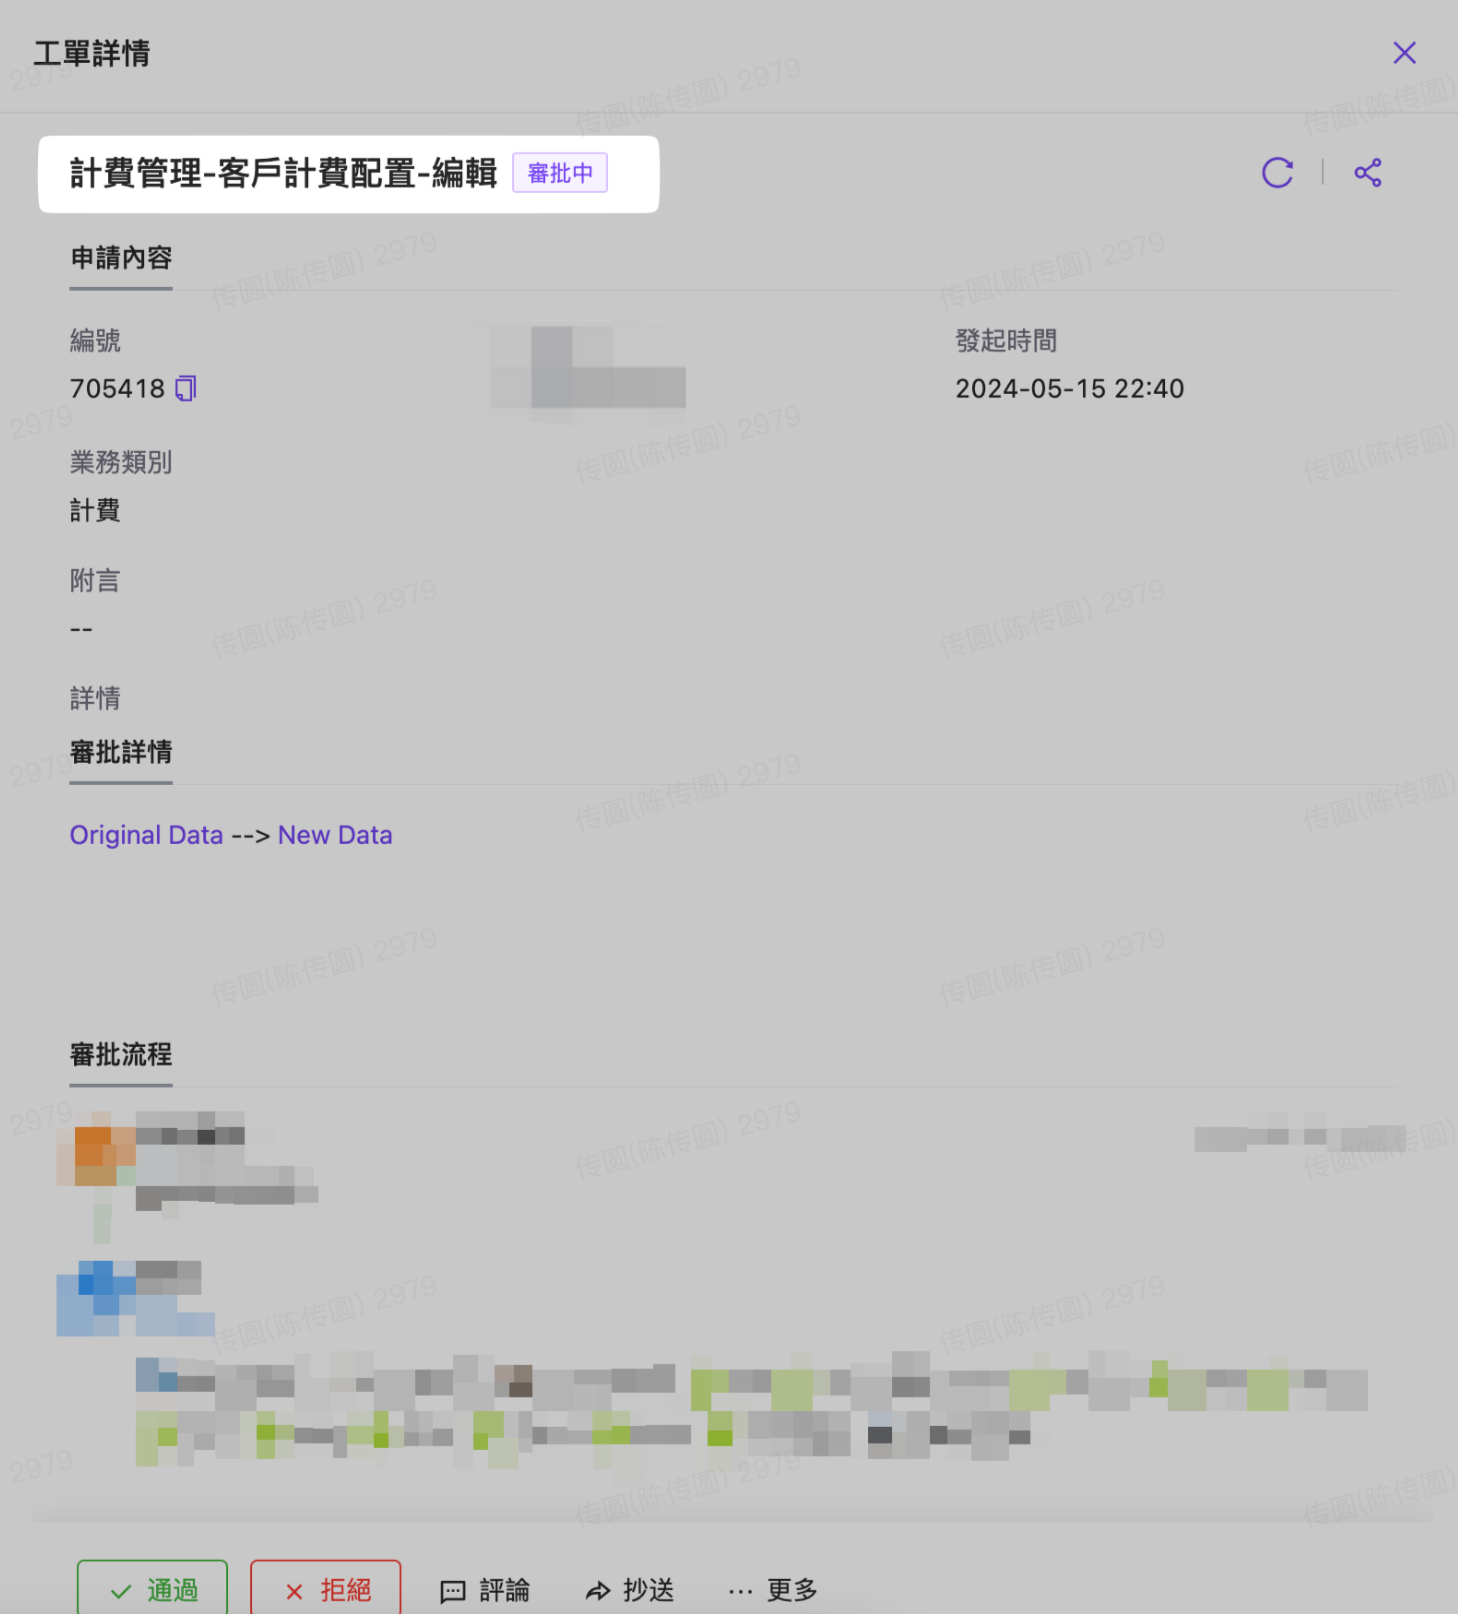 工單詳情
計費管理-客戶計費配置-編輯 審批中
申請內容
編號
發起時間
705418
2024-05-15 22:40
業務類別
計費
附言
--
詳情
審批詳情
Original Data --> New Data
審批流程
通過 拒絕 評論 抄送 ··· 更多
传圆(陈传圆) 2979